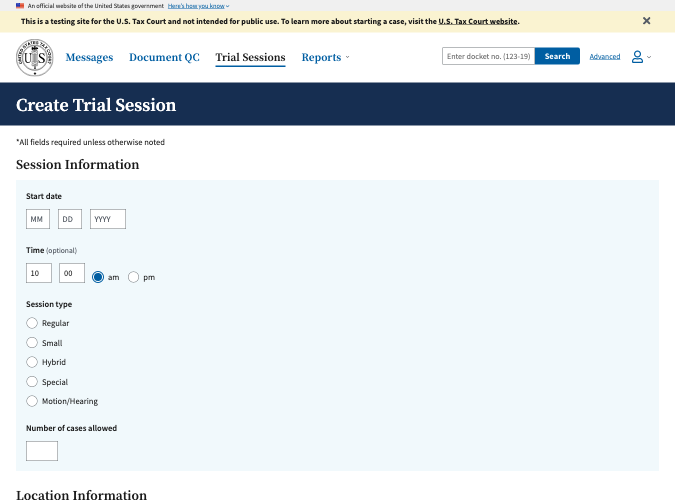 An official website of the United States government Here's how you know
This is a testing site for the U.S. Tax Court and not intended for public use. To learn more about starting a case, visit the U.S. Tax Court website.
Messages Document QC Trial Sessions Reports Enter docket no. (123-19) Search Advanced
Create Trial Session
*All fields required unless otherwise noted
Session Information
Start date
MM DD YYYY
Time (optional)
10 00 am pm
Session type
Regular
Small
Hybrid
Special
Motion/Hearing
Number of cases allowed
Location Information